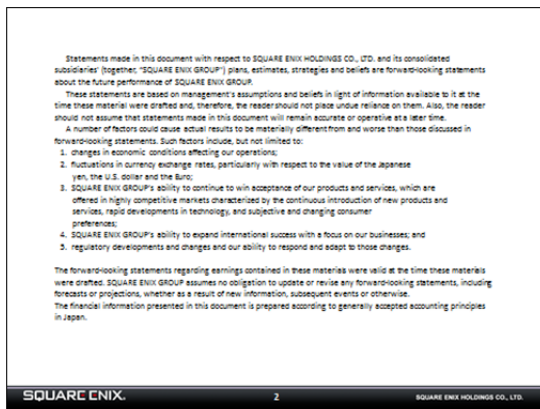 Statements made in this document with respect to SQUARE ENIX HOLDINGS CO., LTD. and its consolidated
subsidiaries' (together, "SQUARE ENIX GROUP") plans, estimates, strategies and beliefs are forward-looking statements
about the future performance of SQUARE ENIX GROUP.
These statements are based on management's assumptions and beliefs in light of information available to it at the
time these material were drafted and, therefore, the reader should not place undue reliance on them. Also, the reader
should not assume that statements made in this document will remain accurate or operative at a later time.
A number of factors could cause actual results to be materially different from and worse than those discussed in
forward-looking statements. Such factors include, but not limited to:
1. changes in economic conditions affecting our operations;
2. fluctuations in currency exchange rates, particularly with respect to the value of the Japanese
yen, the U.S. dollar and the Euro;
3. SQUARE ENIX GROUP's ability to continue to win acceptance of our products and services, which are
offered in highly competitive markets characterized by the continuous introduction of new products and
services, rapid developments in technology, and subjective and changing consumer
preferences;
4. SQUARE ENIX GROUP's ability to expand international success with a focus on our businesses; and
5. regulatory developments and changes and our ability to respond and adapt to those changes.
The forward-looking statements regarding earnings contained in these materials were valid at the time these materials
were drafted. SQUARE ENIX GROUP assumes no obligation to update or revise any forward-looking statements, including
forecasts or projections, whether as a result of new information, subsequent events or otherwise.
The financial information presented in this document is prepared according to generally accepted accounting principles
in Japan.
SQUARE ENIX. 2 SQUARE ENIX HOLDINGS CO., LTD.